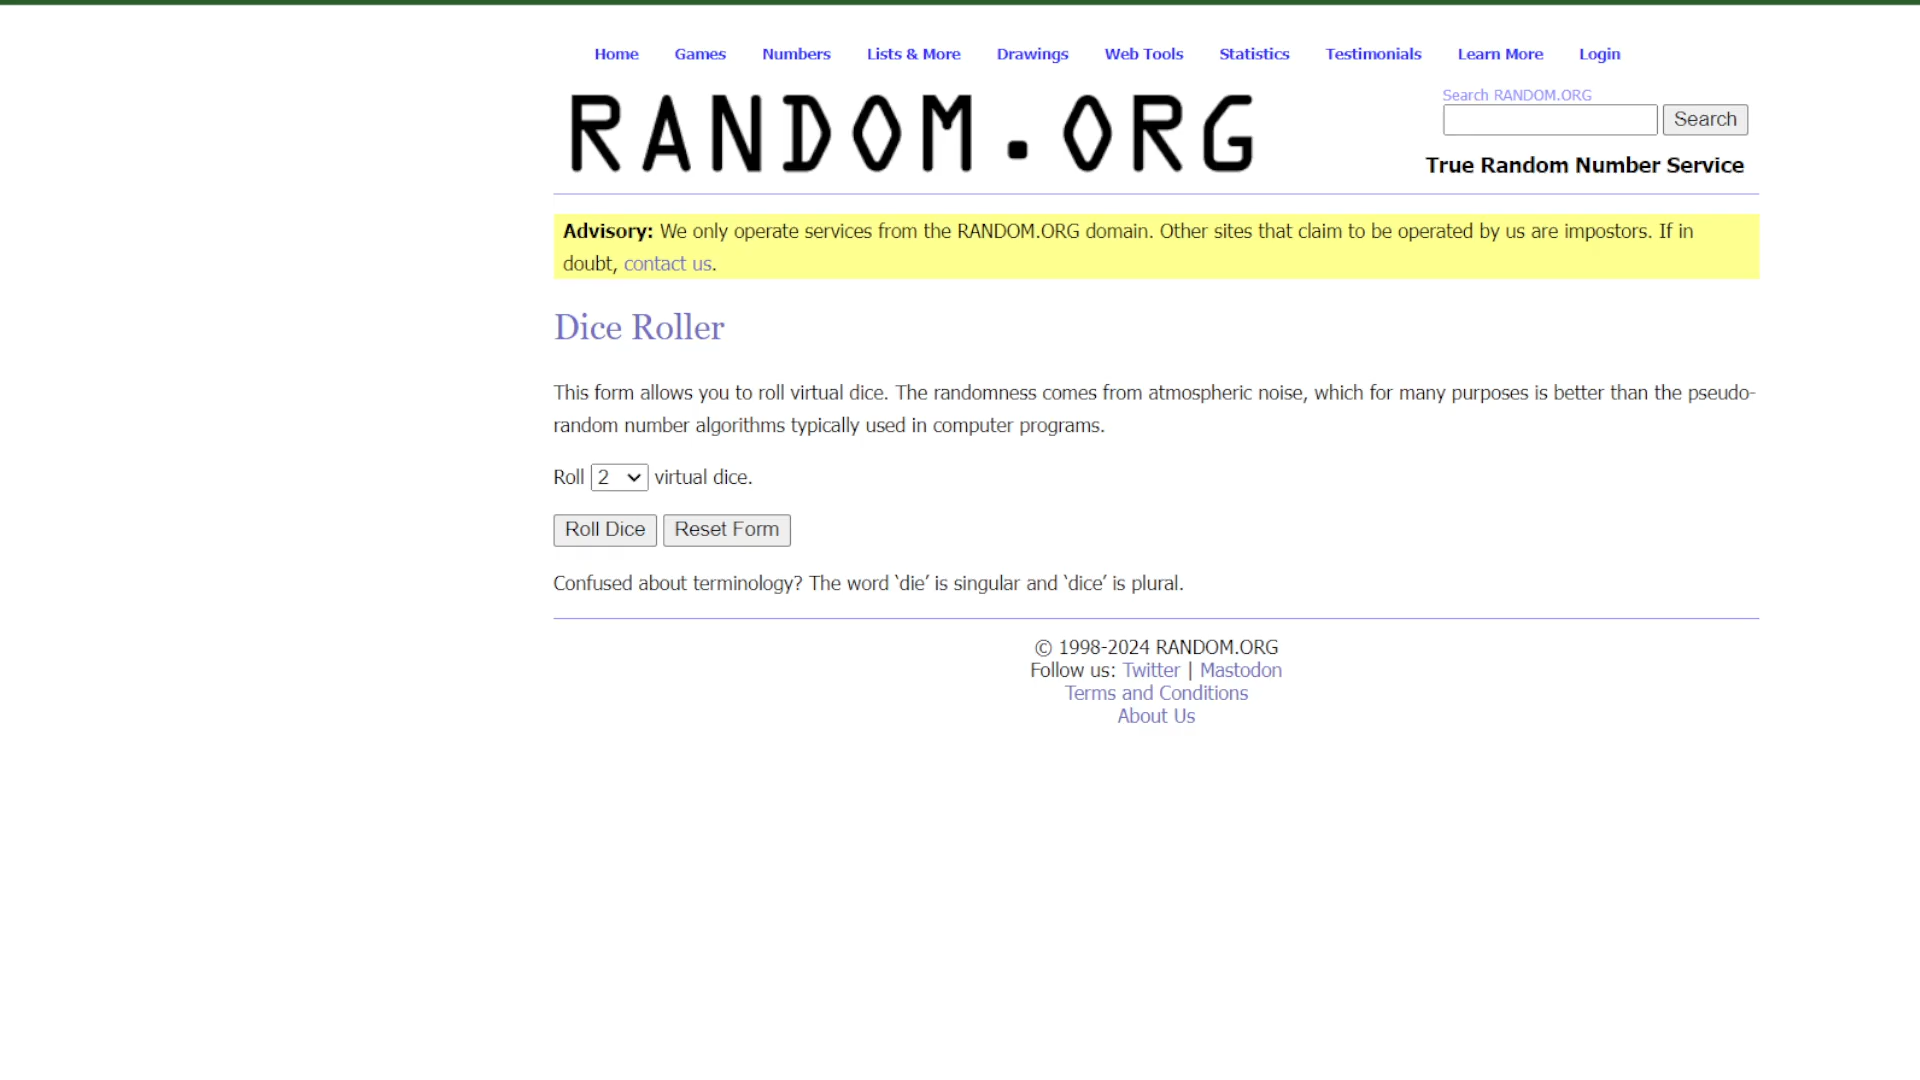 Home Games Numbers Lists & More Drawings Web Tools Statistics Testimonials Learn More Login
RANDOM.ORG
Search RANDOM.ORG
Search
True Random Number Service
Advisory: We only operate services from the RANDOM.ORG domain. Other sites that claim to be operated by us are impostors. If in
doubt, contact us.
Dice Roller
This form allows you to roll virtual dice. The randomness comes from atmospheric noise, which for many purposes is better than the pseudo-
random number algorithms typically used in computer programs.
Roll 2 virtual dice.
Roll Dice Reset Form
Confused about terminology? The word ‘die’ is singular and ‘dice’ is plural.
© 1998-2024 RANDOM.ORG
Follow us: Twitter | Mastodon
Terms and Conditions
About Us